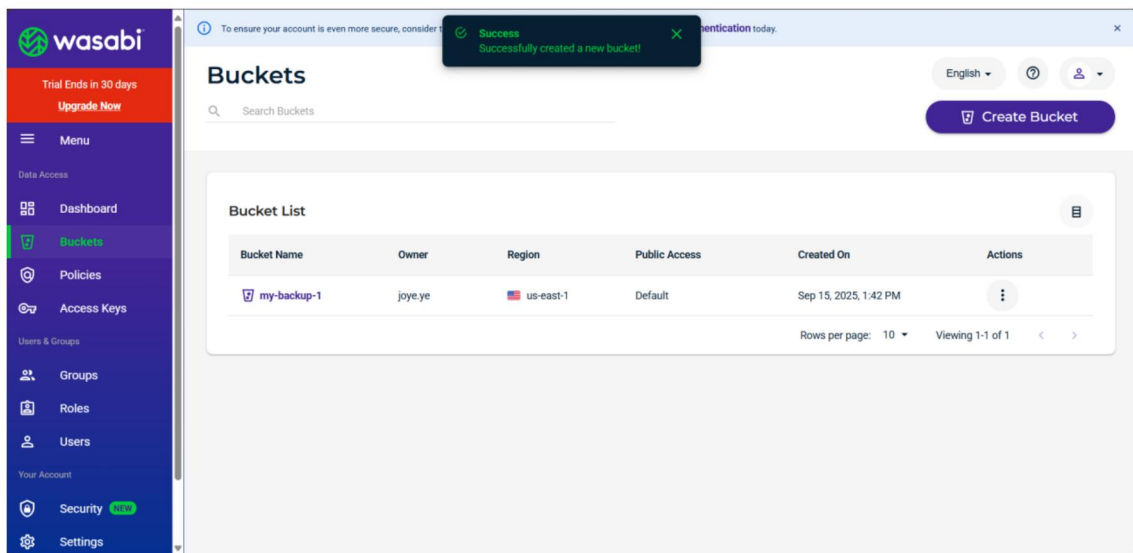 wasabi
Trial Ends in 30 days
Upgrade Now
Menu
Data Access
Dashboard
Buckets
Policies
Access Keys
Users & Groups
Groups
Roles
Users
Your Account
Security NEW
Settings
To ensure your account is even more secure, consider
Success
Successfully created a new bucket!
today.
Buckets
English
Search Buckets
Create Bucket
Bucket List
Bucket Name Owner Region Public Access Created On Actions
my-backup-1 joye.ye us-east-1 Default Sep 15, 2025, 1:42 PM
Rows per page: 10 Viewing 1-1 of 1